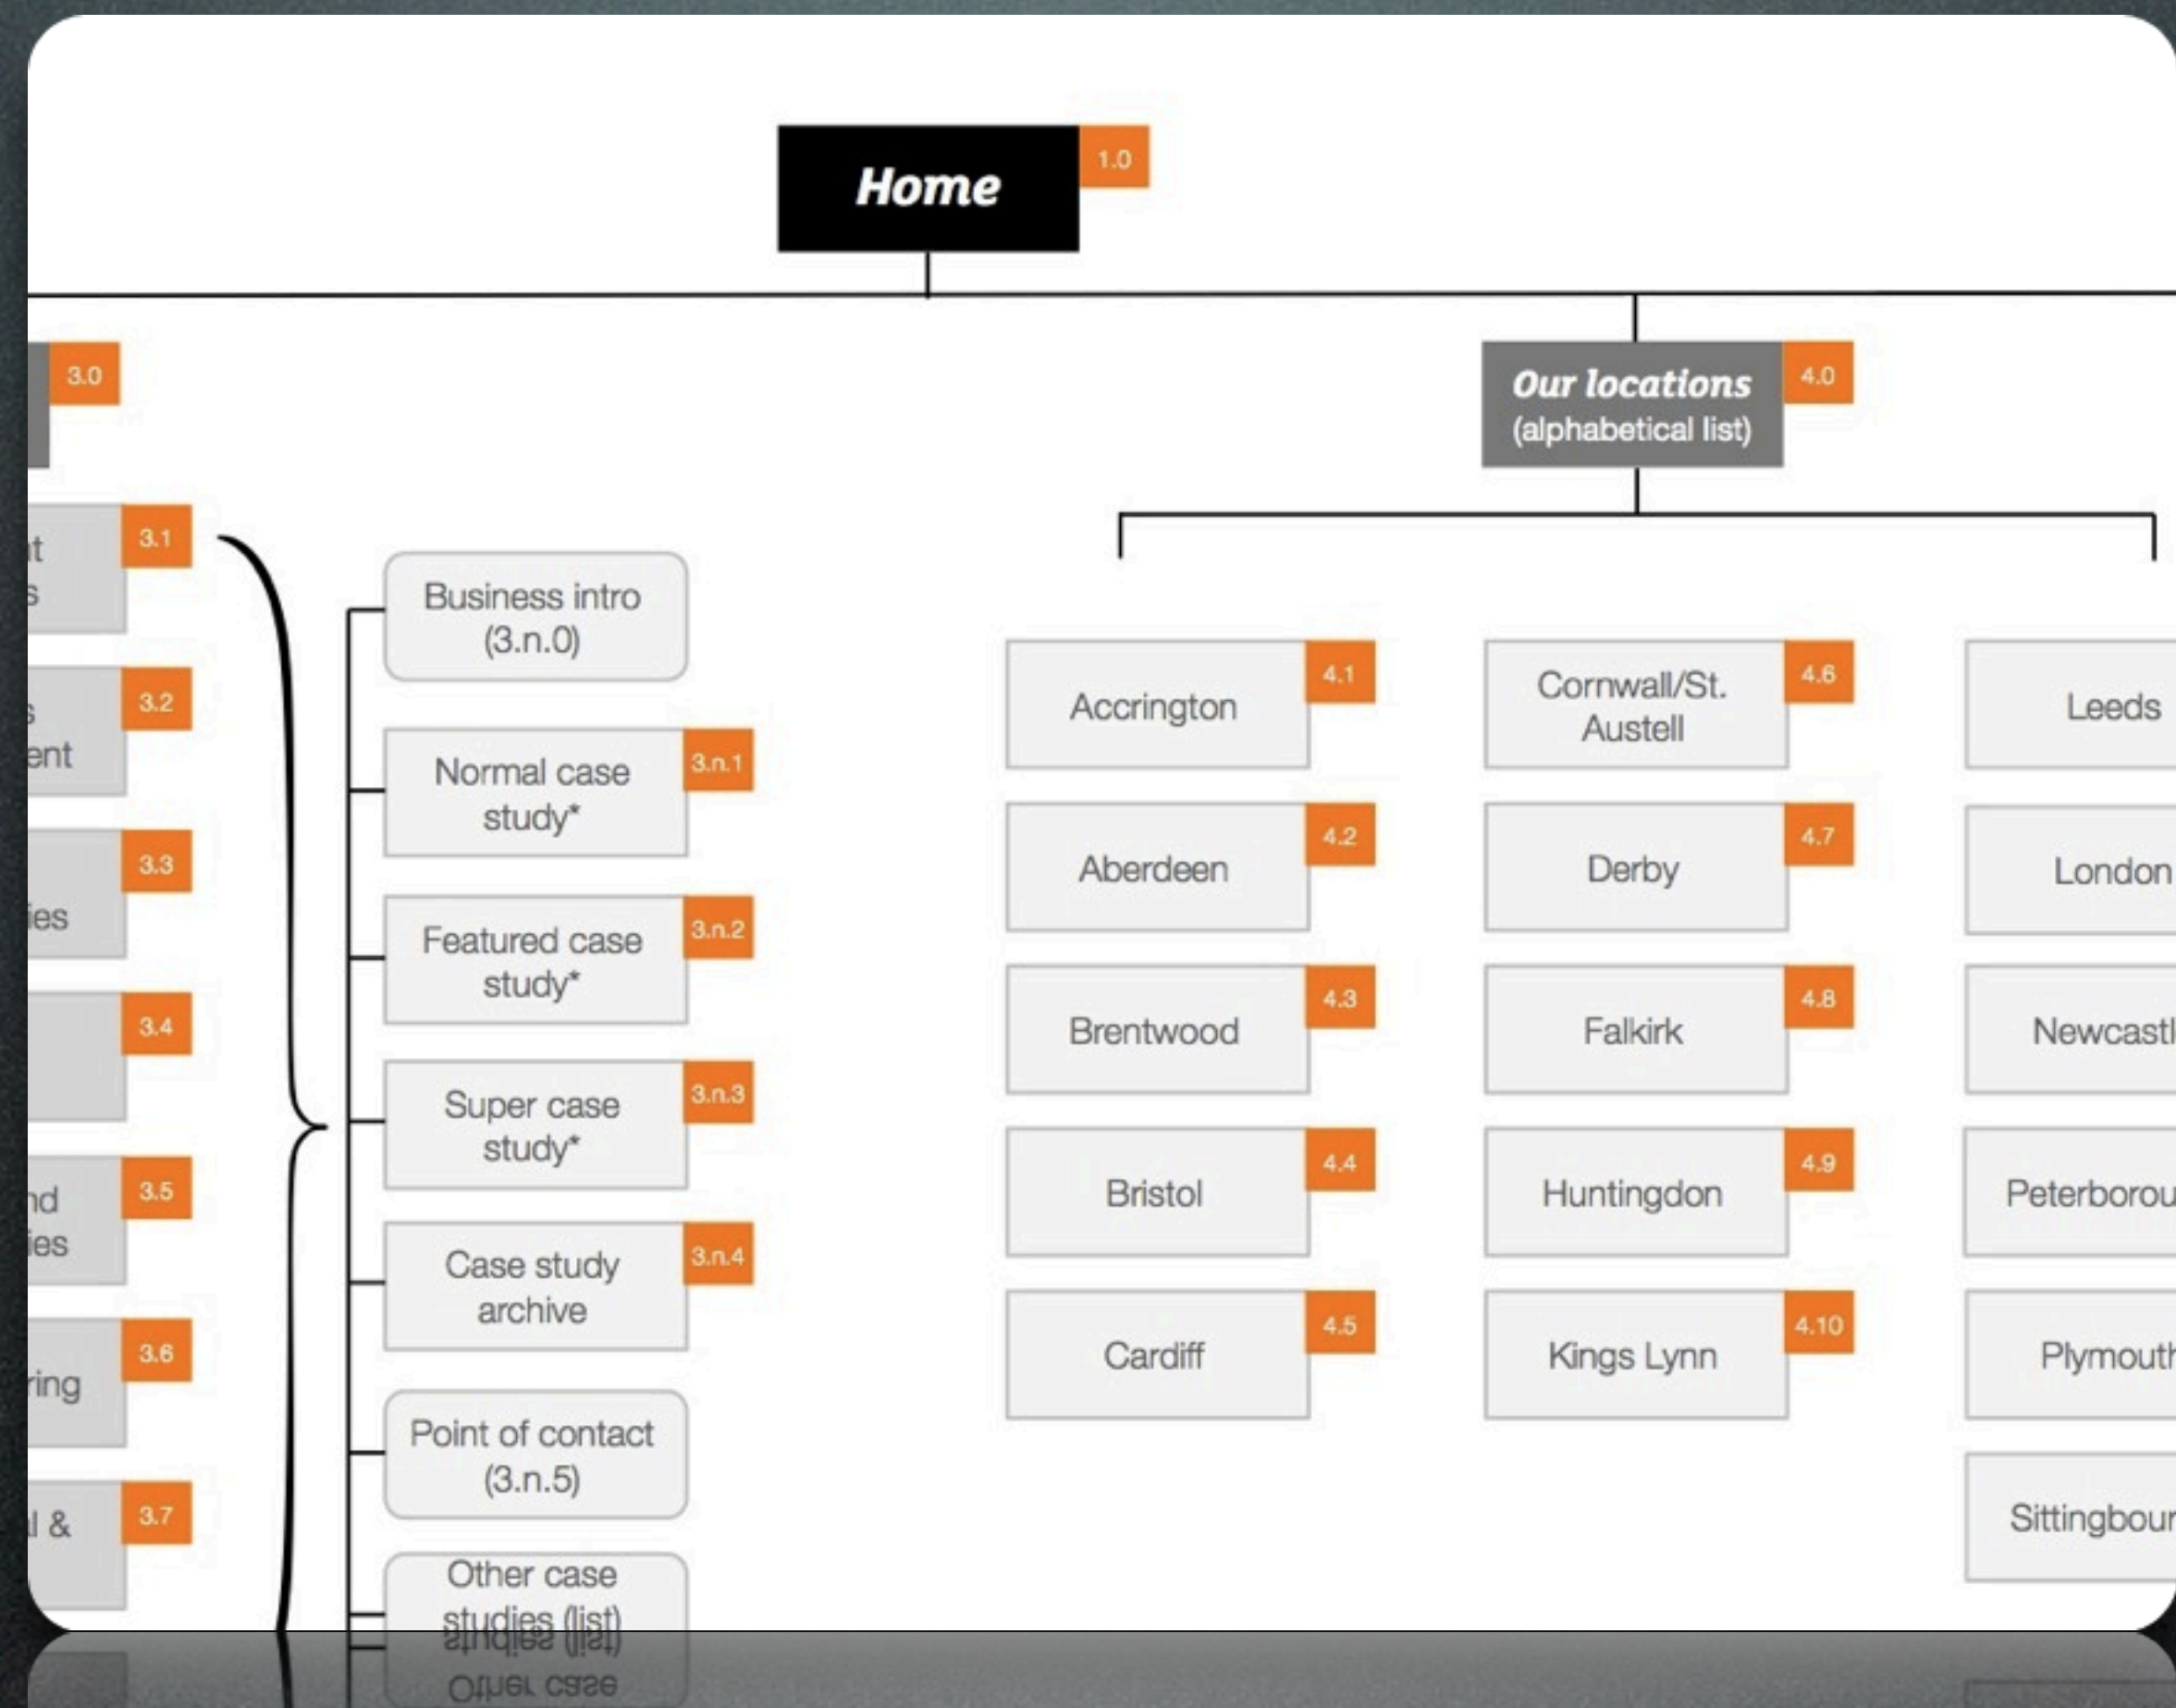 Home
1.0
3.0
Our locations
(alphabetical list)
4.0
3.1
3.2
3.3
3.4
3.5
3.6
3.7
&
Business intro
(3.n.0)
Normal case
study*
3.n.1
Featured case
study*
3.n.2
Super case
study*
3.n.3
Case study
archive
3.n.4
Point of contact
(3.n.5)
Other case
studies (list)
Accrington
4.1
Aberdeen
4.2
Brentwood
4.3
Bristol
4.4
Cardiff
4.5
Cornwall/St.
Austell
4.6
Derby
4.7
Falkirk
4.8
Huntingdon
4.9
Kings Lynn
4.10
Leeds
London
Newcastl
Peterborou
Plymouth
Sittingbour